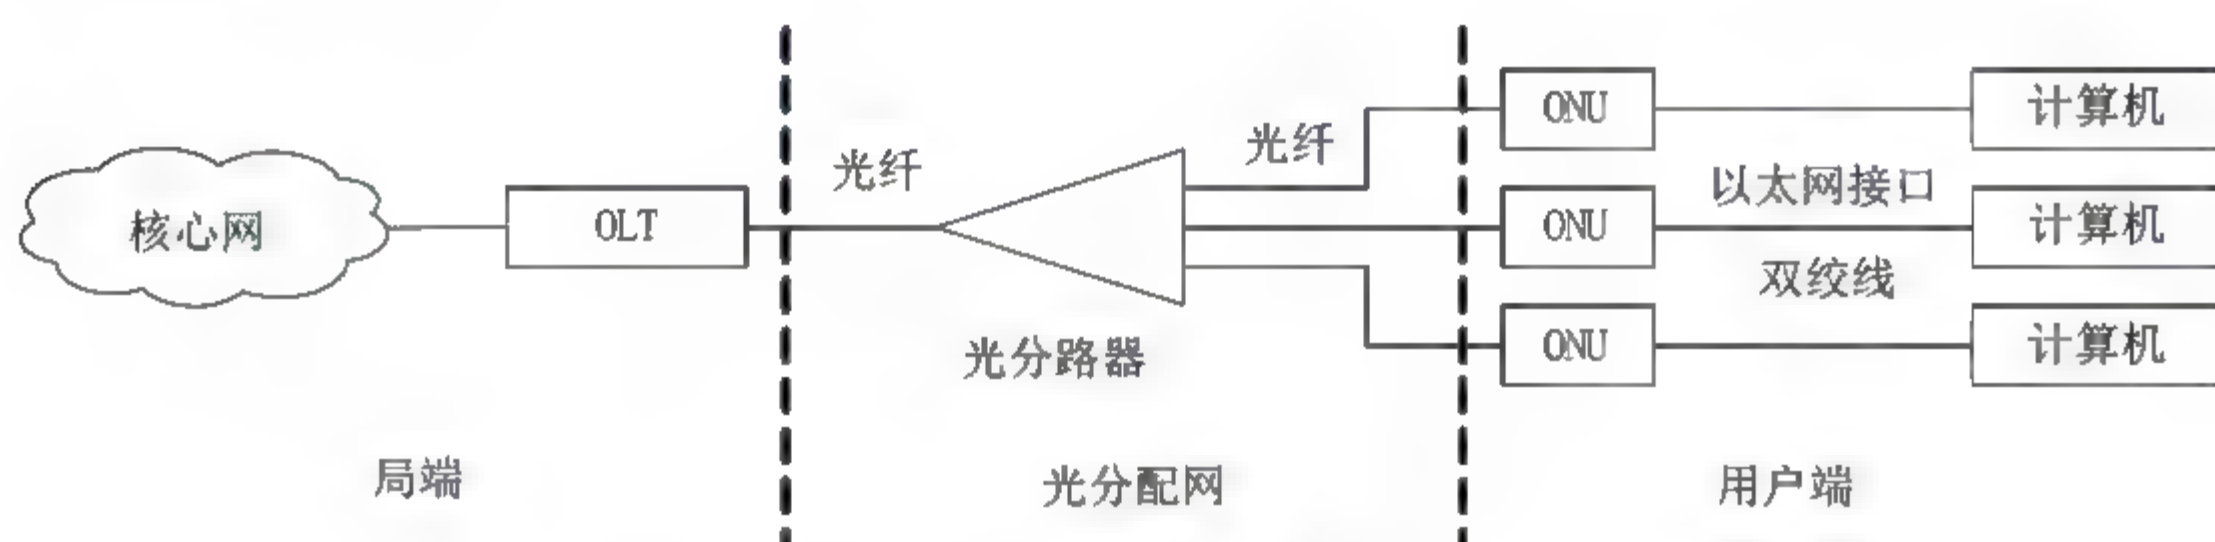 ONU
计算机
光纤
光纤
以太网接口
核心网
OLT
ONU
计算机
双绞线
光分路器
ONU
计算机
局端
光分配网
用户端